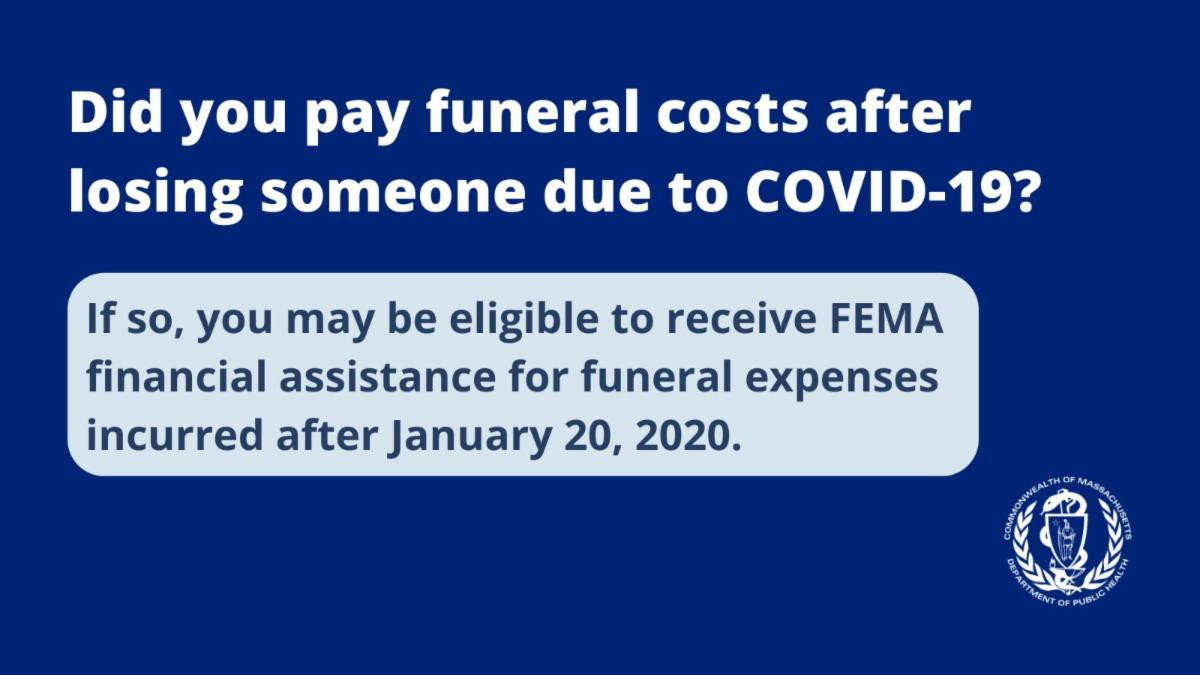 Did you pay funeral costs after
losing someone due to COVID-19?
If so, you may be eligible to receive FEMA
financial assistance for funeral expenses
incurred after January 20, 2020.
COMMONWEALTH OF MASSACHUSETTS
DEPARTMENT OF PUBLIC HEALTH